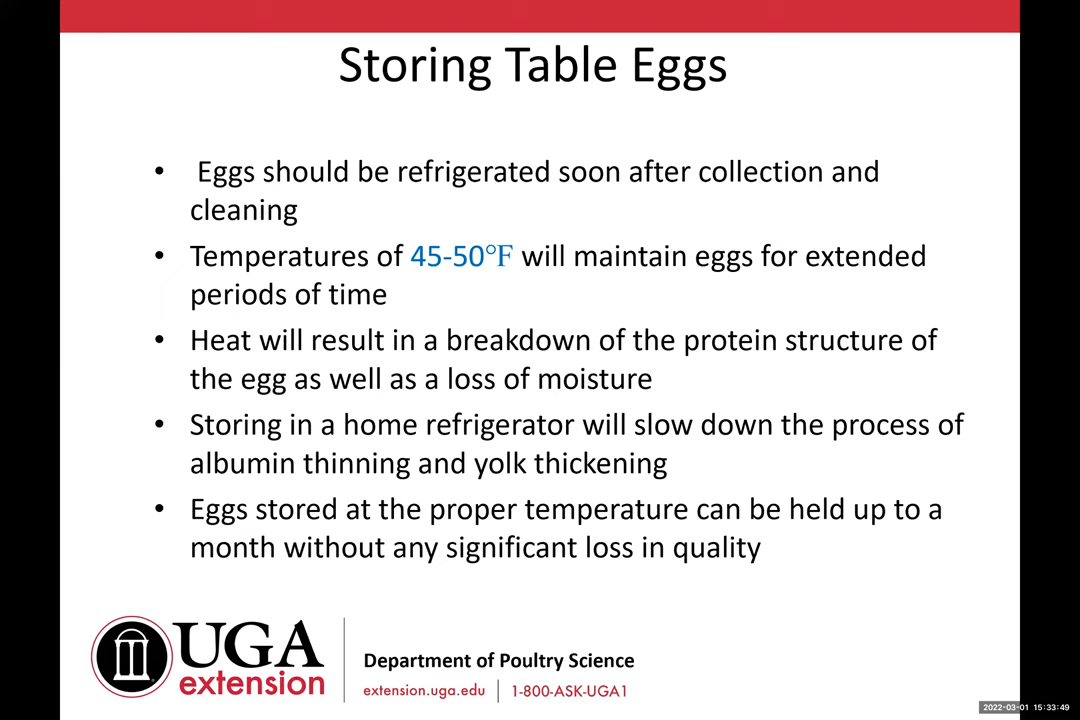 Storing Table Eggs
• Eggs should be refrigerated soon after collection and
cleaning
• Temperatures of 45-50°F will maintain eggs for extended
periods of time
• Heat will result in a breakdown of the protein structure of
the egg as well as a loss of moisture
• Storing in a home refrigerator will slow down the process of
albumin thinning and yolk thickening
• Eggs stored at the proper temperature can be held up to a
month without any significant loss in quality
UGA
extension
Department of Poultry Science
extension.uga.edu | 1-800-ASK-UGA1
2022-03-01 15:33:49